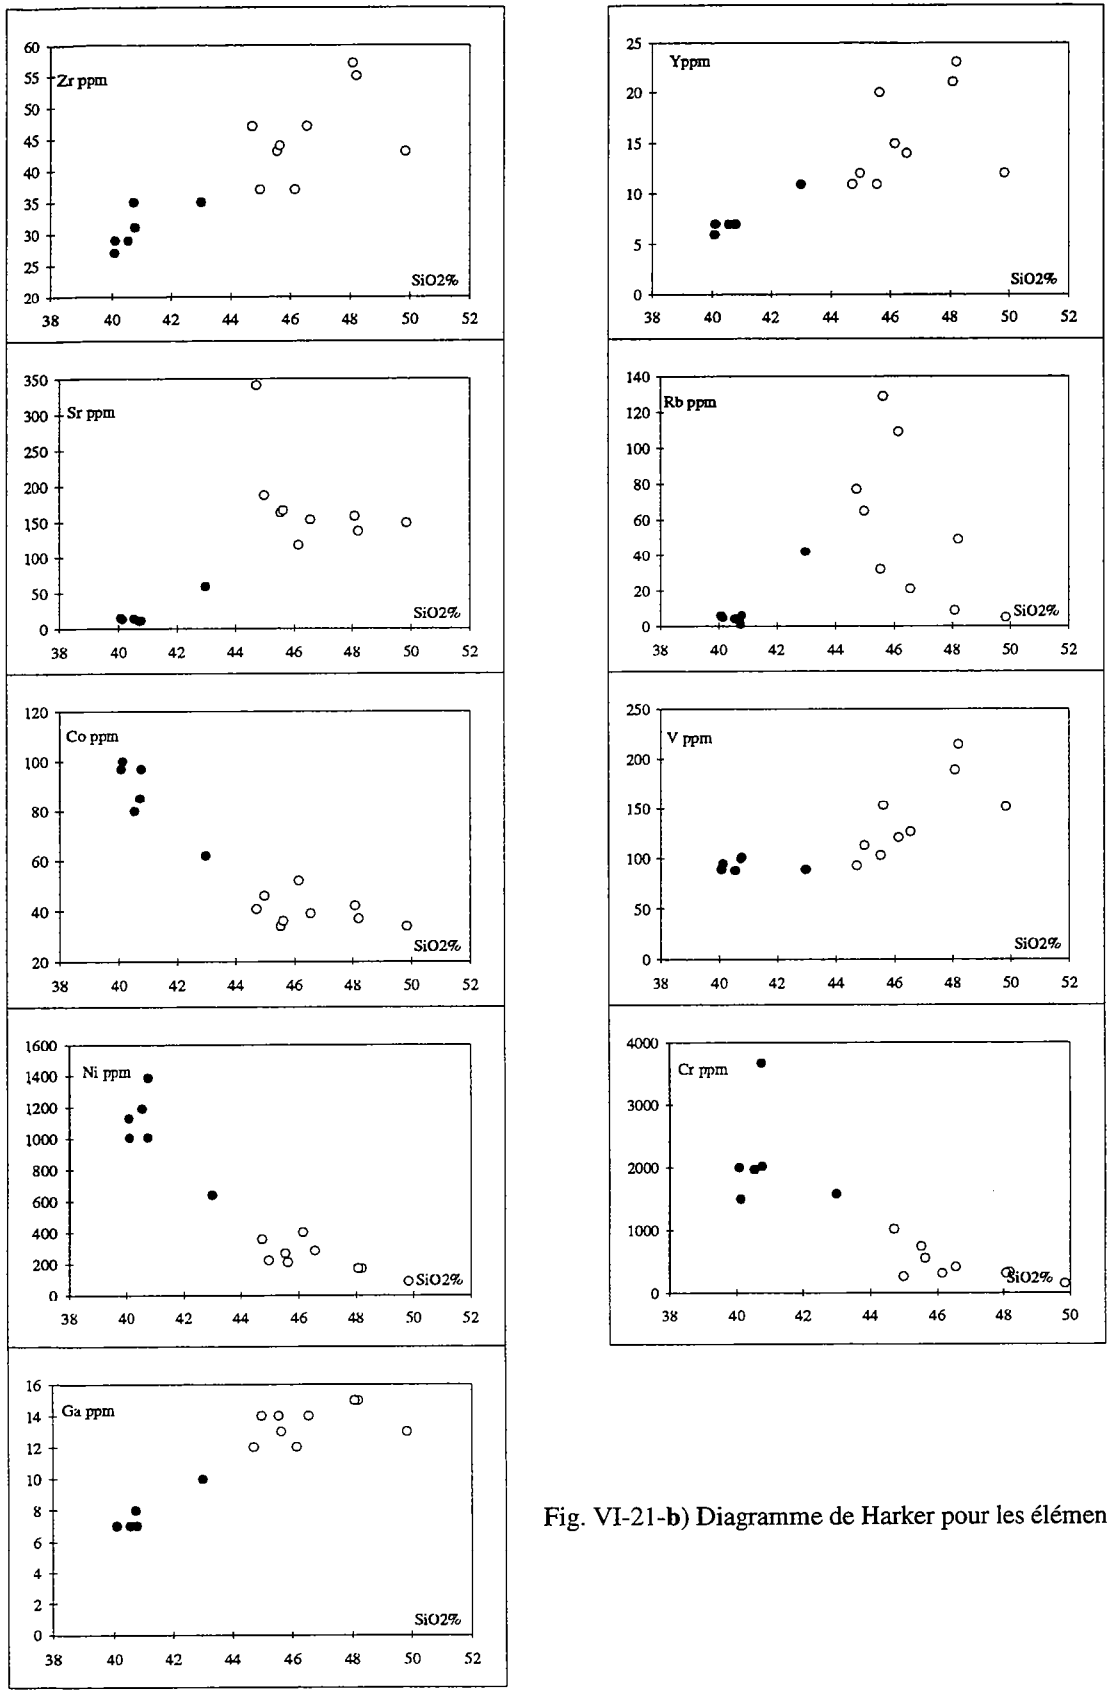 60
55
50
45
40
35
30
25
20
Zr ppm
SiO2%
38 40 42 44 46 48 50 52
25
20
15
10
5
0
Yppm
SiO2%
38 40 42 44 46 48 50 52
350
300
250
200
150
100
50
0
Sr ppm
SiO2%
38 40 42 44 46 48 50 52
140
120
100
80
60
40
20
0
Rb ppm
SiO2%
38 40 42 44 46 48 50 52
120
100
80
60
40
20
Co ppm
SiO2%
38 40 42 44 46 48 50 52
250
200
150
100
50
0
V ppm
SiO2%
38 40 42 44 46 48 50 52
1600
1400
1200
1000
800
600
400
200
0
Ni ppm
SiO2%
38 40 42 44 46 48 50 52
4000
3000
2000
1000
0
Cr ppm
SiO2%
38 40 42 44 46 48 50
16
14
12
10
8
6
4
2
0
Ga ppm
SiO2%
38 40 42 44 46 48 50 52
Fig. VI-21-b) Diagramme de Harker pour les élémen